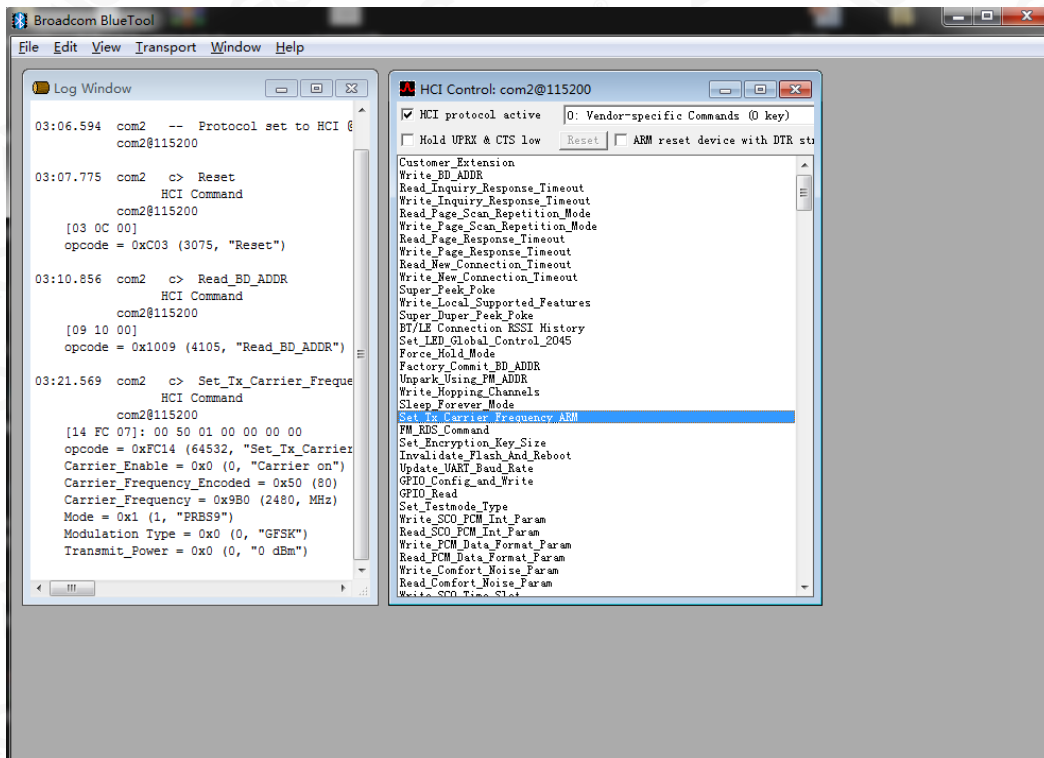 Broadcom BlueTool
File Edit View Transport Window Help
Log Window
03:06.594 com2 -- Protocol set to HCI @
com2@115200
03:07.775 com2 c> Reset
HCI Command
com2@115200
[03 0C 00]
opcode = 0xC03 (3075, "Reset")
03:10.856 com2 c> Read_BD_ADDR
HCI Command
com2@115200
[09 10 00]
opcode = 0x1009 (4105, "Read_BD_ADDR")
03:21.569 com2 c> Set_Tx_Carrier_Freque
HCI Command
com2@115200
[14 FC 07]: 00 50 01 00 00 00 00
opcode = 0xFC14 (64532, "Set_Tx_Carrier
Carrier_Enable = 0x0 (0, "Carrier on")
Carrier_Frequency_Encoded = 0x50 (80)
Carrier_Frequency = 0x9B0 (2480, MHz)
Mode = 0x1 (1, "PRBS9")
Modulation Type = 0x0 (0, "GFSK")
Transmit_Power = 0x0 (0, "0 dBm")
HCI Control: com2@115200
HCI protocol active 0: Vendor-specific Commands (0 key)
Hold UPRX & CTS low Reset ARM reset device with DTR str
Customer_Extension
Write_BD_ADDR
Read_Inquiry_Response_Timeout
Write_Inquiry_Response_Timeout
Read_Page_Scan_Repetition_Mode
Write_Page_Scan_Repetition_Mode
Read_Page_Response_Timeout
Write_Page_Response_Timeout
Read_New_Connection_Timeout
Write_New_Connection_Timeout
Super_Peek_Poke
Write_Local_Supported_Features
Super_Duper_Peek_Poke
BT/LE Connection RSSI History
Set_LED_Global_Control_2045
Force_Hold_Mode
Factory_Commit_BD_ADDR
Unpark_Using_PM_ADDR
Write_Hopping_Channels
Sleep_Forever_Mode
Set_Tx_Carrier_Frequency_ARM
FM_RDS_Command
Set_Encryption_Key_Size
Invalidate_Flash_And_Reboot
Update_UART_Baud_Rate
GPIO_Config_and_Write
GPIO_Read
Set_Testmode_Type
Write_SCO_PCM_Int_Param
Read_SCO_PCM_Int_Param
Write_PCM_Data_Format_Param
Read_PCM_Data_Format_Param
Write_Comfort_Noise_Param
Read_Comfort_Noise_Param
Write_SCO_Time_Slot